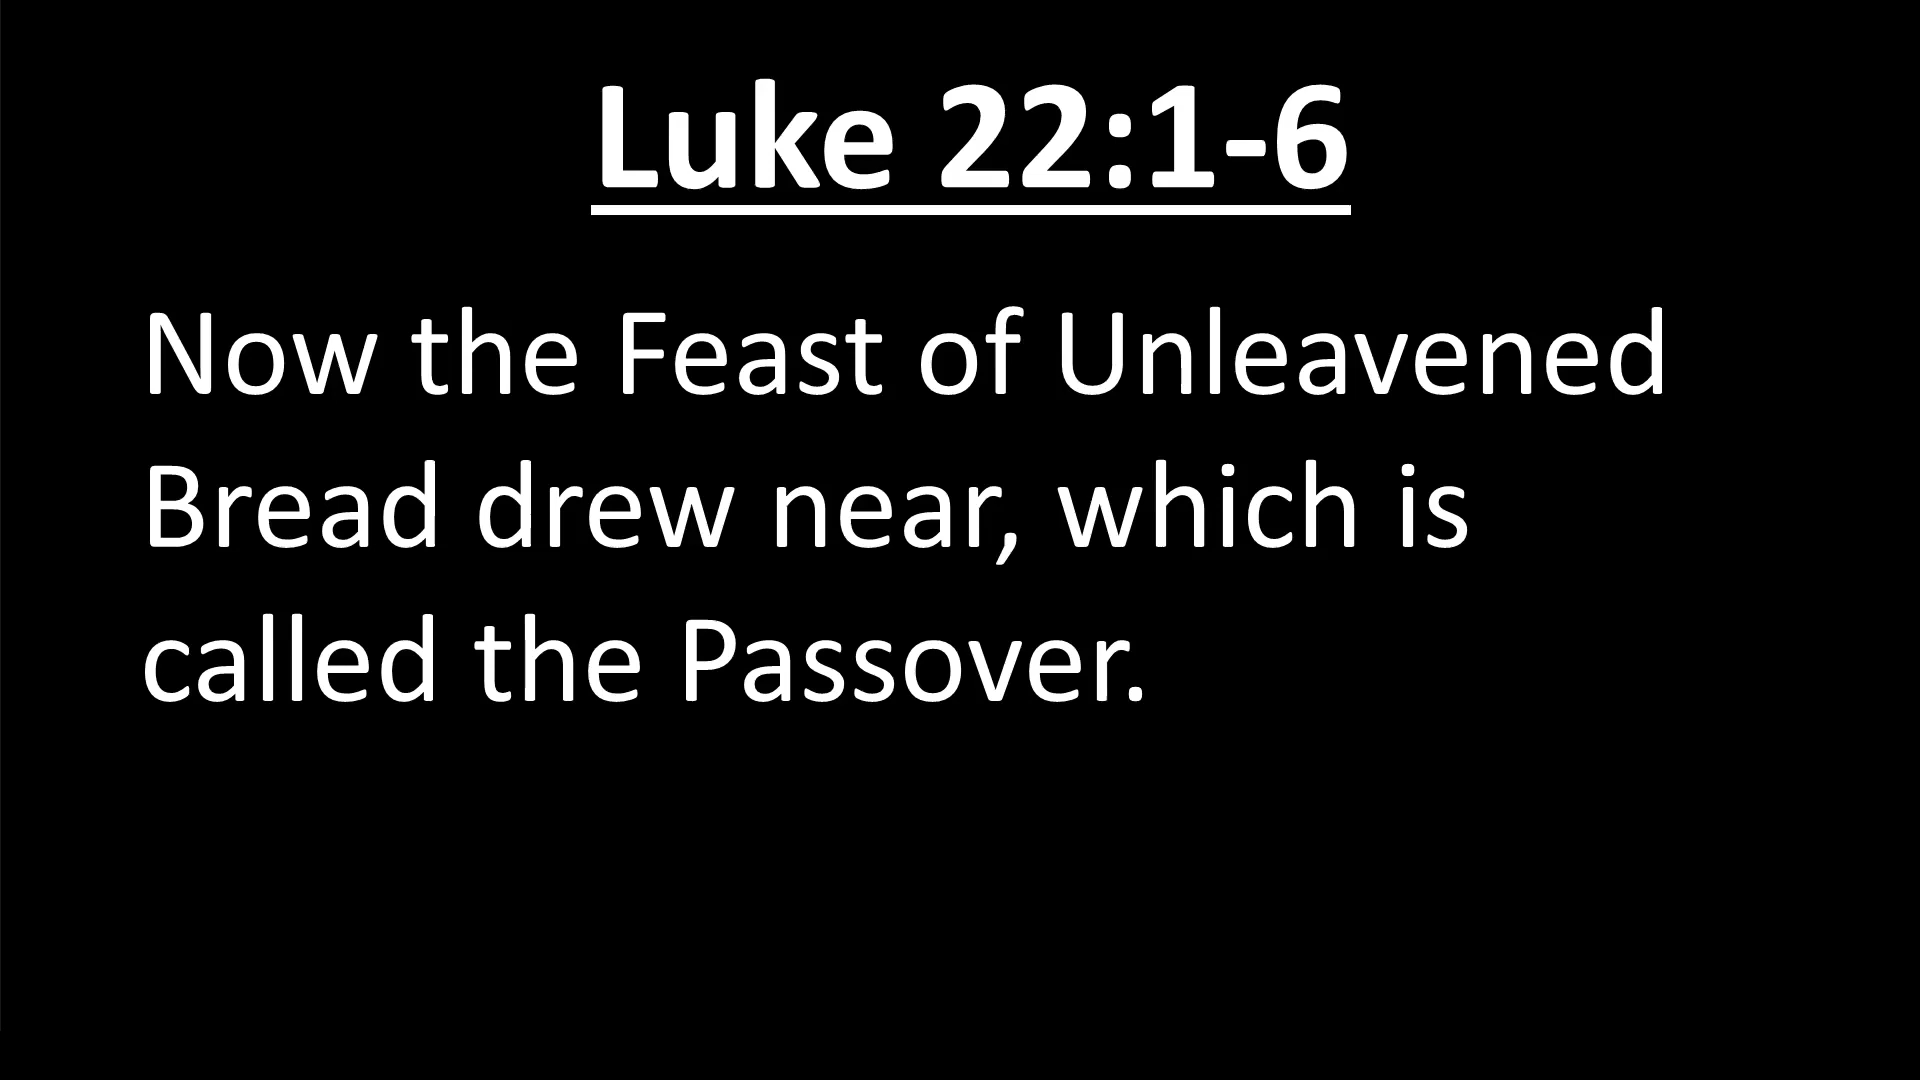 Luke 22:1-6
Now the Feast of Unleavened
Bread drew near, which is
called the Passover.